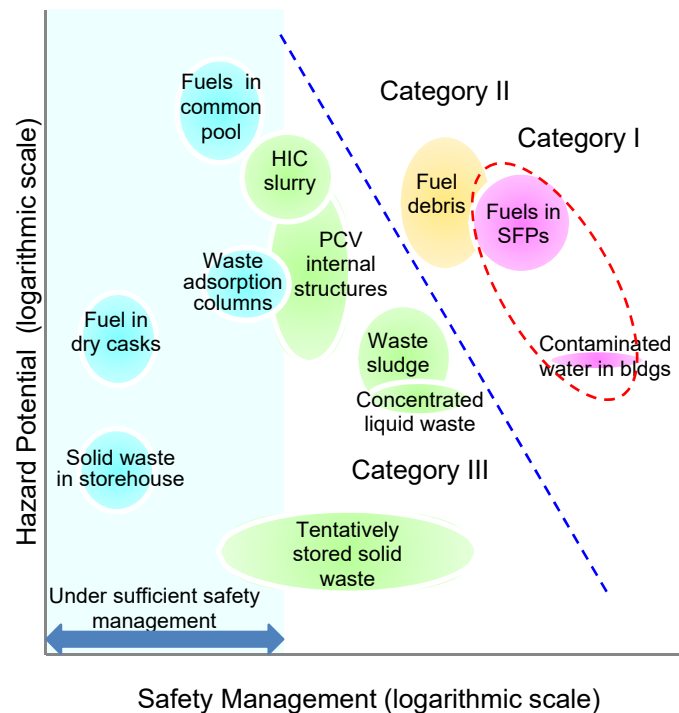 Fuels in
common
pool
Category II
Category I
HIC
slurry
Fuel
debris
Fuels in
SFPs
PCV
internal
structures
Waste
adsorption
columns
Fuel in
dry casks
Waste
sludge
Contaminated
water in bldgs
Concentrated
liquid waste
Solid waste
in storehouse
Category III
Tentatively
stored solid
waste
Under sufficient safety
management
Hazard Potential (logarithmic scale)
Safety Management (logarithmic scale)